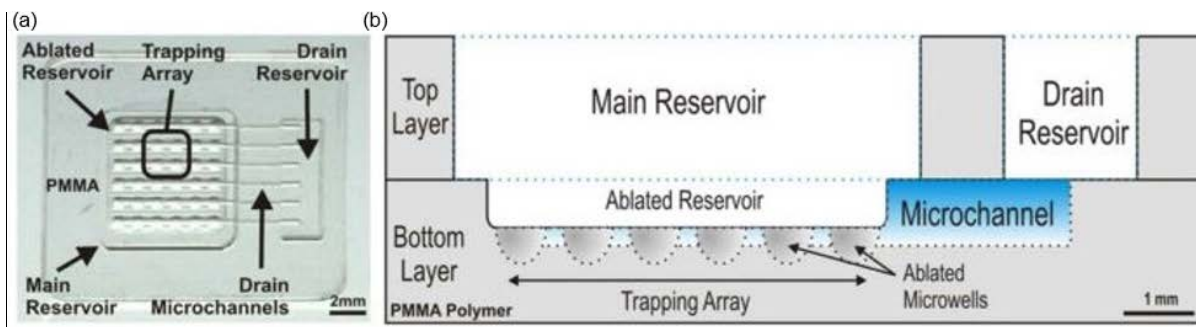 (a)
Ablated
Reservoir
Trapping
Array
Drain
Reservoir
PMMA
Main
Reservoir
Drain
Microchannels
2mm
(b)
Top
Layer
Main Reservoir
Drain
Reservoir
Ablated Reservoir
Microchannel
Bottom
Layer
Ablated
Microwells
Trapping Array
PMMA Polymer
1 mm